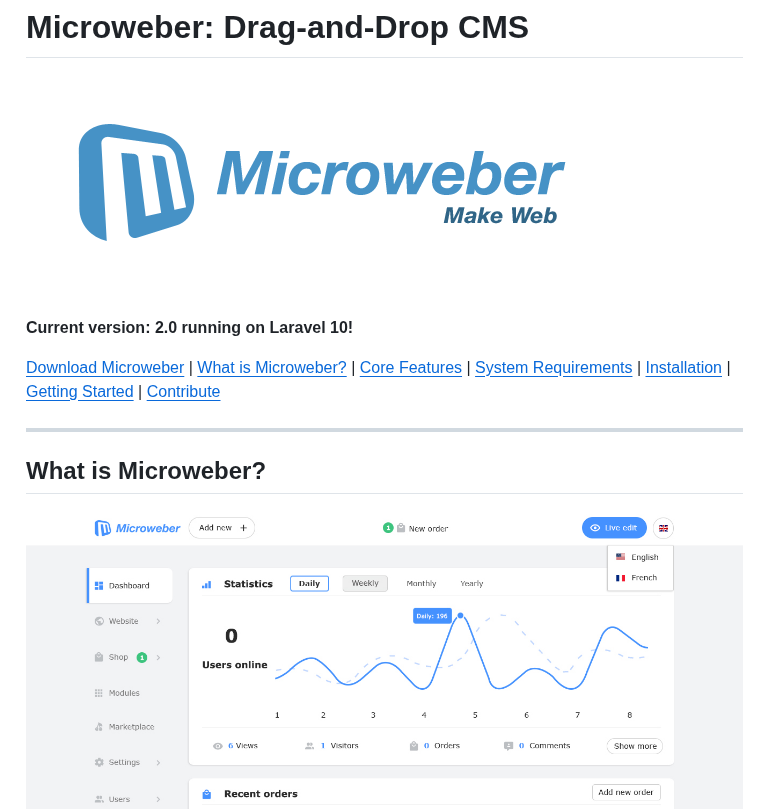 Microweber: Drag-and-Drop CMS
Microweber
Make Web
Current version: 2.0 running on Laravel 10!
Download Microweber | What is Microweber? | Core Features | System Requirements | Installation |
Getting Started | Contribute
What is Microweber?
Microweber Add new + 1 New order Live edit
English
French
Dashboard
Website
Shop 1
Modules
Marketplace
Settings
Users
Statistics Daily Weekly Monthly Yearly
0
Users online
Daily: 196
1 2 3 4 5 6 7 8
6 Views 1 Visitors 0 Orders 0 Comments Show more
Recent orders Add new order